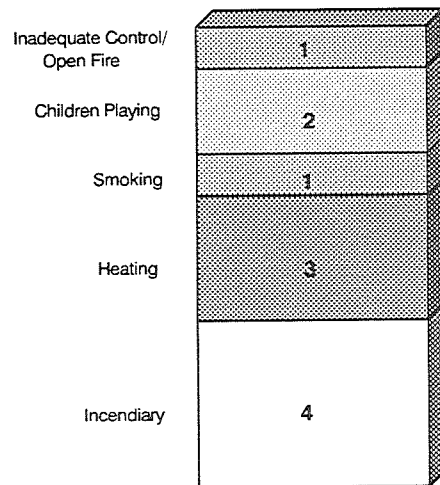 Inadequate Control/
Open Fire
1
Children Playing
2
Smoking
1
Heating
3
Incendiary
4